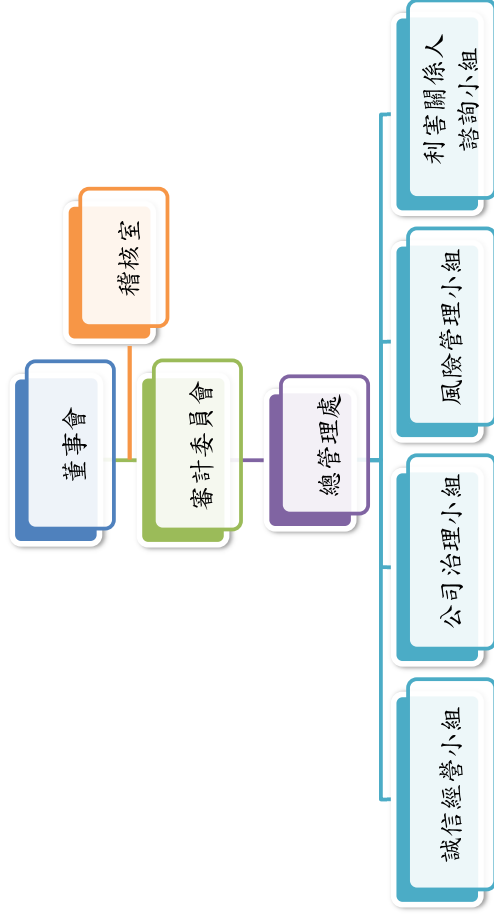 董事會
稽核室
審計委員會
總管理處
誠信經營小組
公司治理小組
風險管理小組
利害關係人
諮詢小組